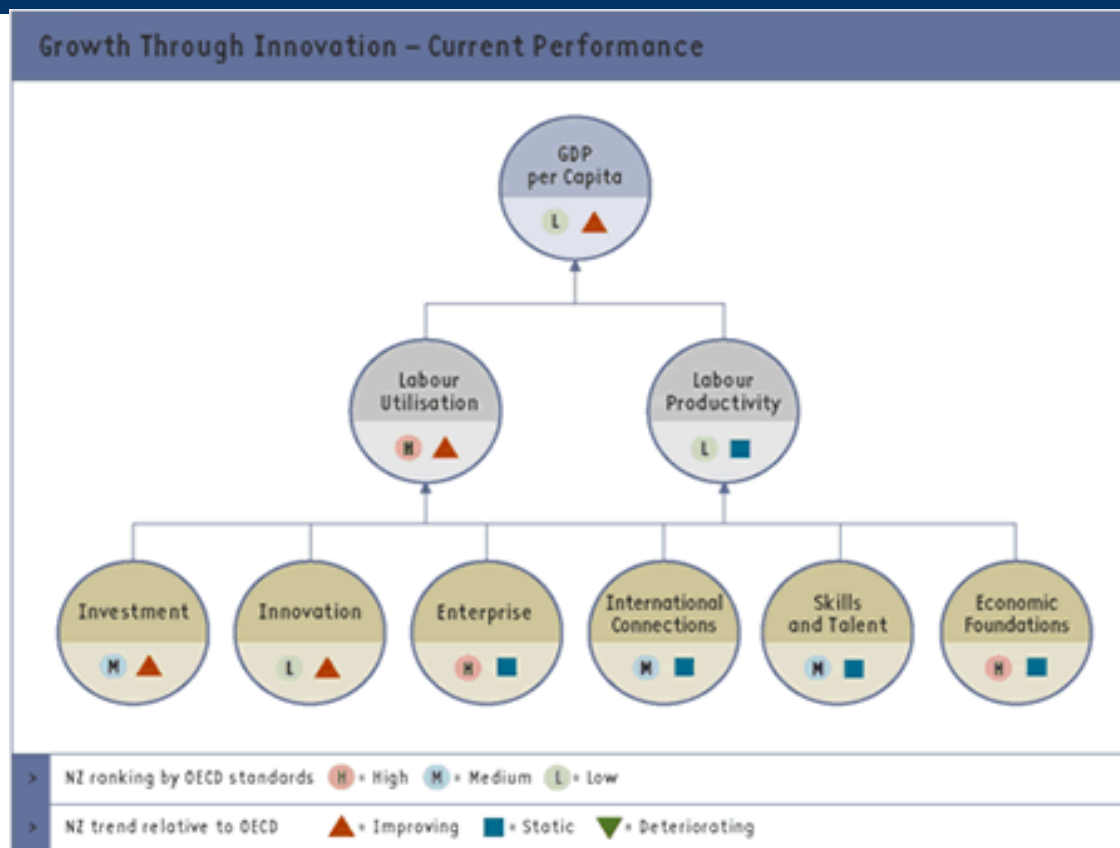 Growth Through Innovation – Current Performance
GDP
per Capita
L
Labour
Utilisation
H
Labour
Productivity
L
Investment
M
Innovation
L
Enterprise
H
International
Connections
M
Skills
and Talent
M
Economic
Foundations
H
> NZ ranking by OECD standards H = High M = Medium L = Low
> NZ trend relative to OECD = Improving = Static = Deteriorating